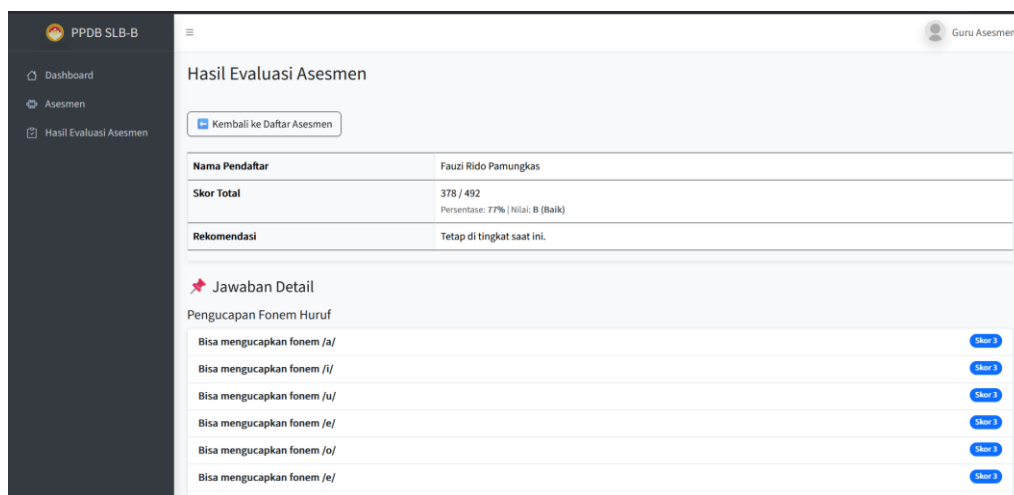 PPDB SLB-B
Guru Asesmen
Dashboard
Asesmen
Hasil Evaluasi Asesmen
Hasil Evaluasi Asesmen
Kembali ke Daftar Asesmen
Nama Pendaftar Fauzi Rido Pamungkas
Skor Total 378 / 492
Persentase: 77% | Nilai: B (Baik)
Rekomendasi Tetap di tingkat saat ini.
Jawaban Detail
Pengucapan Fonem Huruf
Bisa mengucapkan fonem /a/ Skor 3
Bisa mengucapkan fonem /i/ Skor 3
Bisa mengucapkan fonem /u/ Skor 3
Bisa mengucapkan fonem /e/ Skor 3
Bisa mengucapkan fonem /o/ Skor 3
Bisa mengucapkan fonem /e/ Skor 3